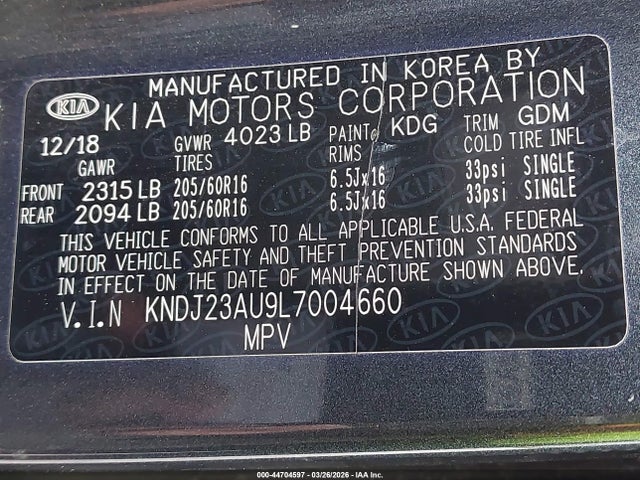 MANUFACTURED IN KOREA BY
KIA KIA MOTORS CORPORATION
12/18 GVWR 4023 LB PAINT KDG TRIM GDM
GAWR TIRES RIMS COLD TIRE INFL
FRONT 2315 LB 205/60R16 6.5Jx16 33psi SINGLE
REAR 2094 LB 205/60R16 6.5Jx16 33psi SINGLE
THIS VEHICLE CONFORMS TO ALL APPLICABLE U.S.A. FEDERAL
MOTOR VEHICLE SAFETY AND THEFT PREVENTION STANDARDS
IN EFFECT ON THE DATE OF MANUFACTURE SHOWN ABOVE.
V.I.N KNDJ23AU9L7004660
MPV
000-44704597 - 03/26/2026 - IAA Inc.